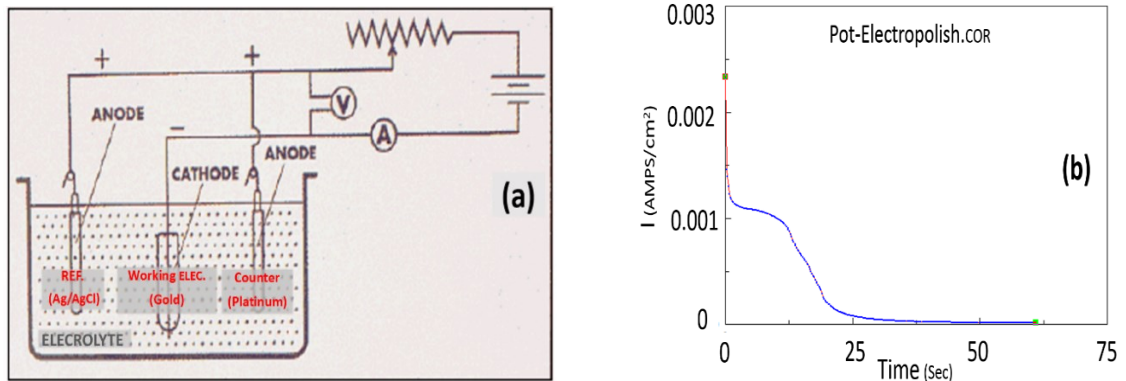 +
+
V
ANODE
−
A
ANODE
CATHODE
(a)
REF.
(Ag/AgCl)
Working ELEC.
(Gold)
Counter
(Platinum)
ELECROLYTE
0.003
Pot-Electropolish.COR
0.002
I (AMPS/cm²)
(b)
0.001
0
0
25
50
75
Time (Sec)